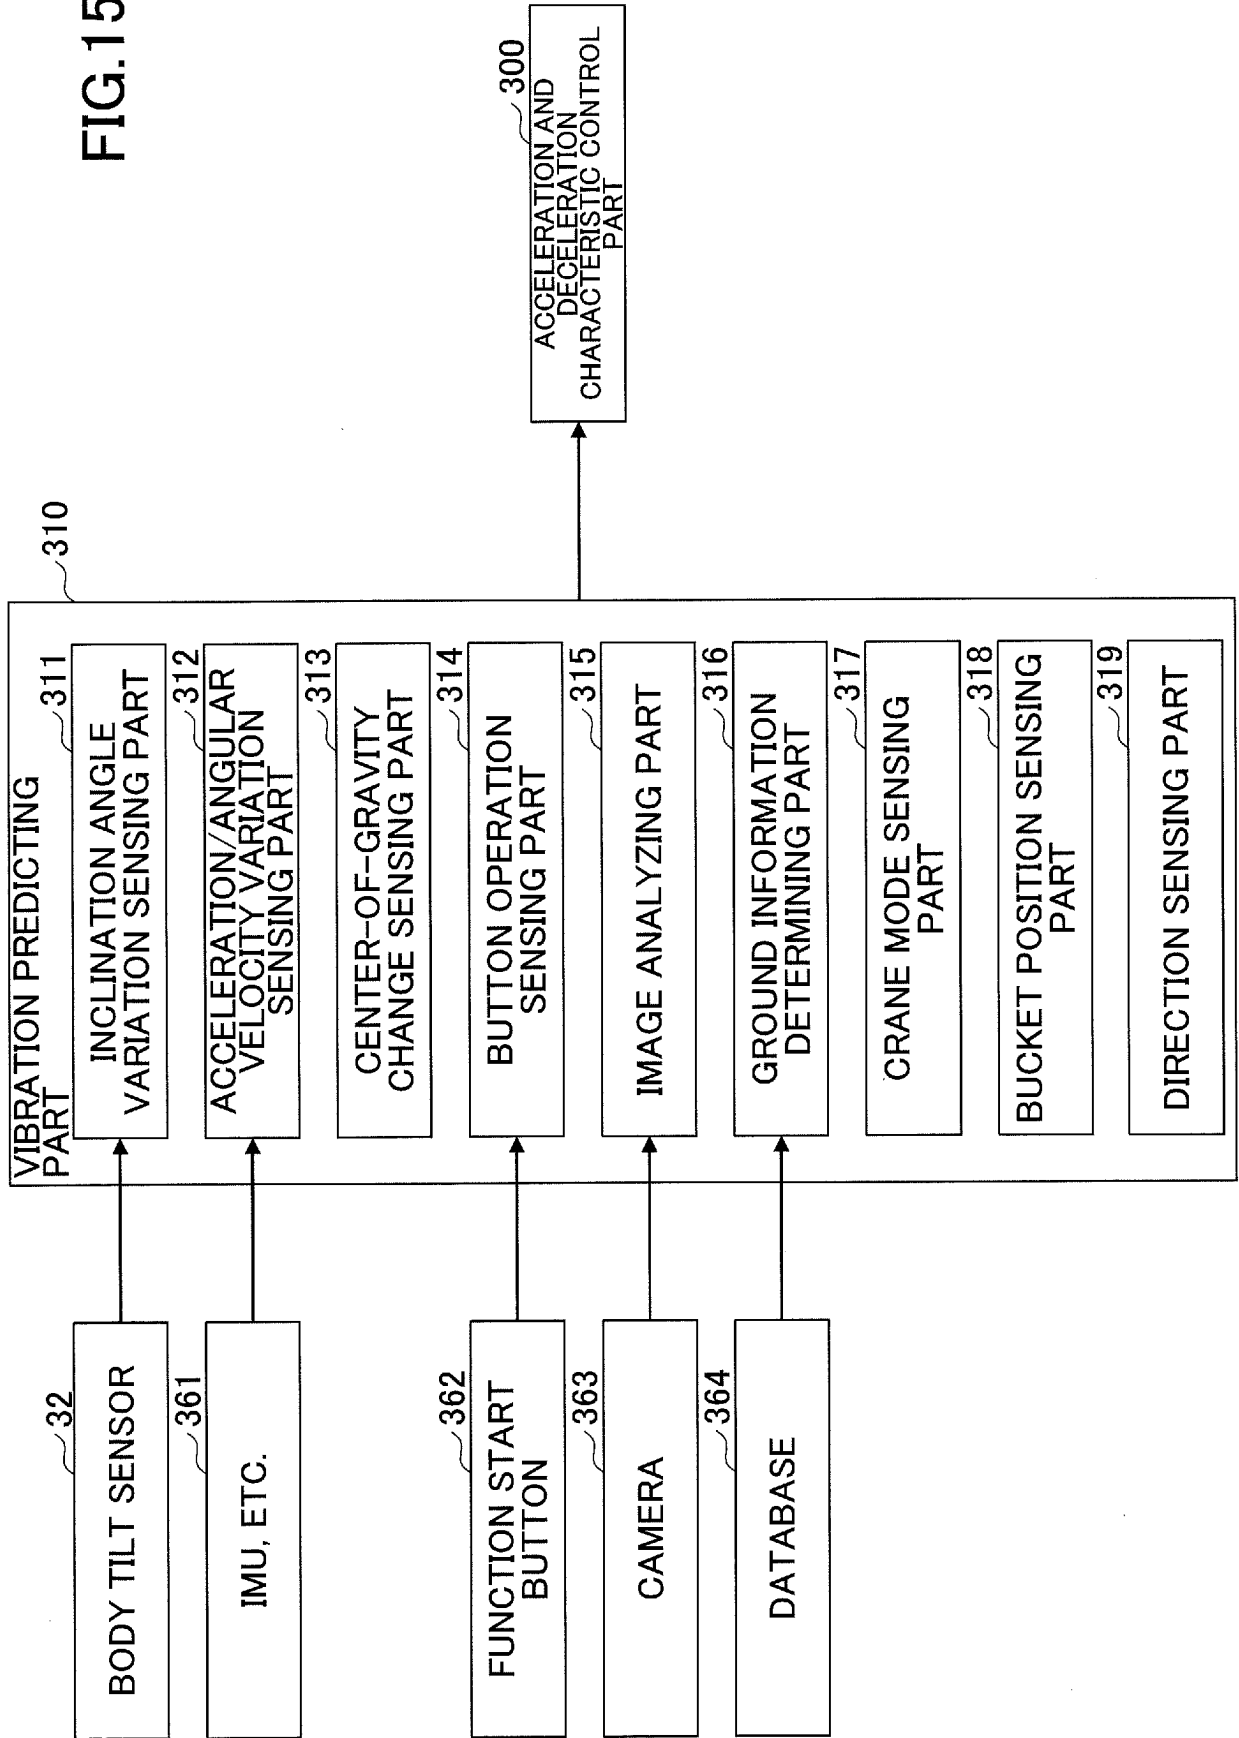 FIG.15
VIBRATION PREDICTING
PART
310
311
INCLINATION ANGLE
VARIATION SENSING PART
312
ACCELERATION/ANGULAR
VELOCITY VARIATION
SENSING PART
313
CENTER-OF-GRAVITY
CHANGE SENSING PART
314
BUTTON OPERATION
SENSING PART
315
IMAGE ANALYZING PART
316
GROUND INFORMATION
DETERMINING PART
317
CRANE MODE SENSING
PART
318
BUCKET POSITION SENSING
PART
319
DIRECTION SENSING PART
32
BODY TILT SENSOR
361
IMU, ETC.
362
FUNCTION START
BUTTON
363
CAMERA
364
DATABASE
300
ACCELERATION AND
DECELERATION
CHARACTERISTIC CONTROL
PART